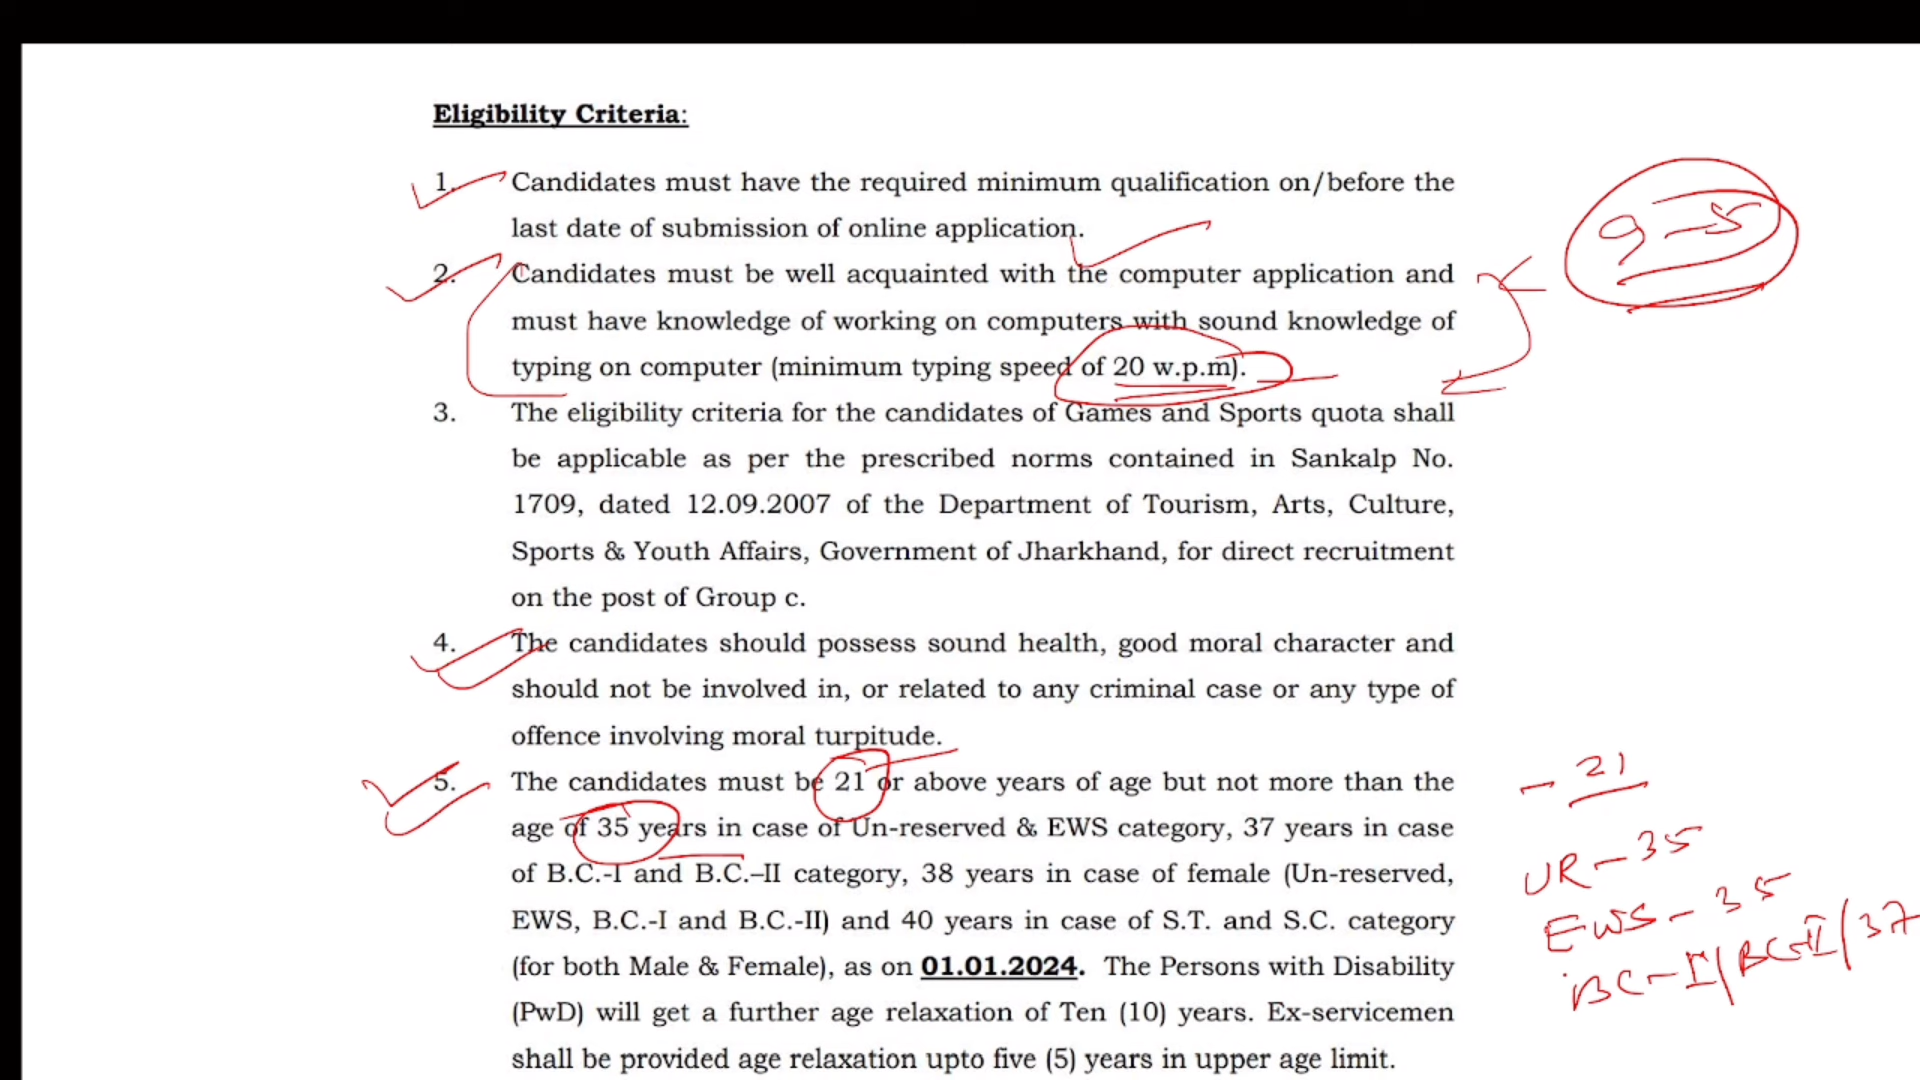 Eligibility Criteria:
1. Candidates must have the required minimum qualification on/before the
last date of submission of online application.
2. Candidates must be well acquainted with the computer application and
must have knowledge of working on computers with sound knowledge of
typing on computer (minimum typing speed of 20 w.p.m).
9-5
3. The eligibility criteria for the candidates of Games and Sports quota shall
be applicable as per the prescribed norms contained in Sankalp No.
1709, dated 12.09.2007 of the Department of Tourism, Arts, Culture,
Sports & Youth Affairs, Government of Jharkhand, for direct recruitment
on the post of Group c.
4. The candidates should possess sound health, good moral character and
should not be involved in, or related to any criminal case or any type of
offence involving moral turpitude.
5. The candidates must be 21 or above years of age but not more than the
age of 35 years in case of Un-reserved & EWS category, 37 years in case
of B.C.-I and B.C.–II category, 38 years in case of female (Un-reserved,
EWS, B.C.-I and B.C.-II) and 40 years in case of S.T. and S.C. category
(for both Male & Female), as on 01.01.2024. The Persons with Disability
(PwD) will get a further age relaxation of Ten (10) years. Ex-servicemen
shall be provided age relaxation upto five (5) years in upper age limit.
- 21
UR - 35
EWS - 35
BC-I/BC-II/37